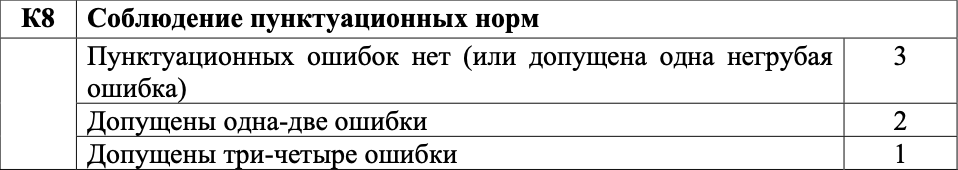 К8 Соблюдение пунктуационных норм
Пунктуационных ошибок нет (или допущена одна негрубая 3
ошибка)
Допущены одна-две ошибки 2
Допущены три-четыре ошибки 1